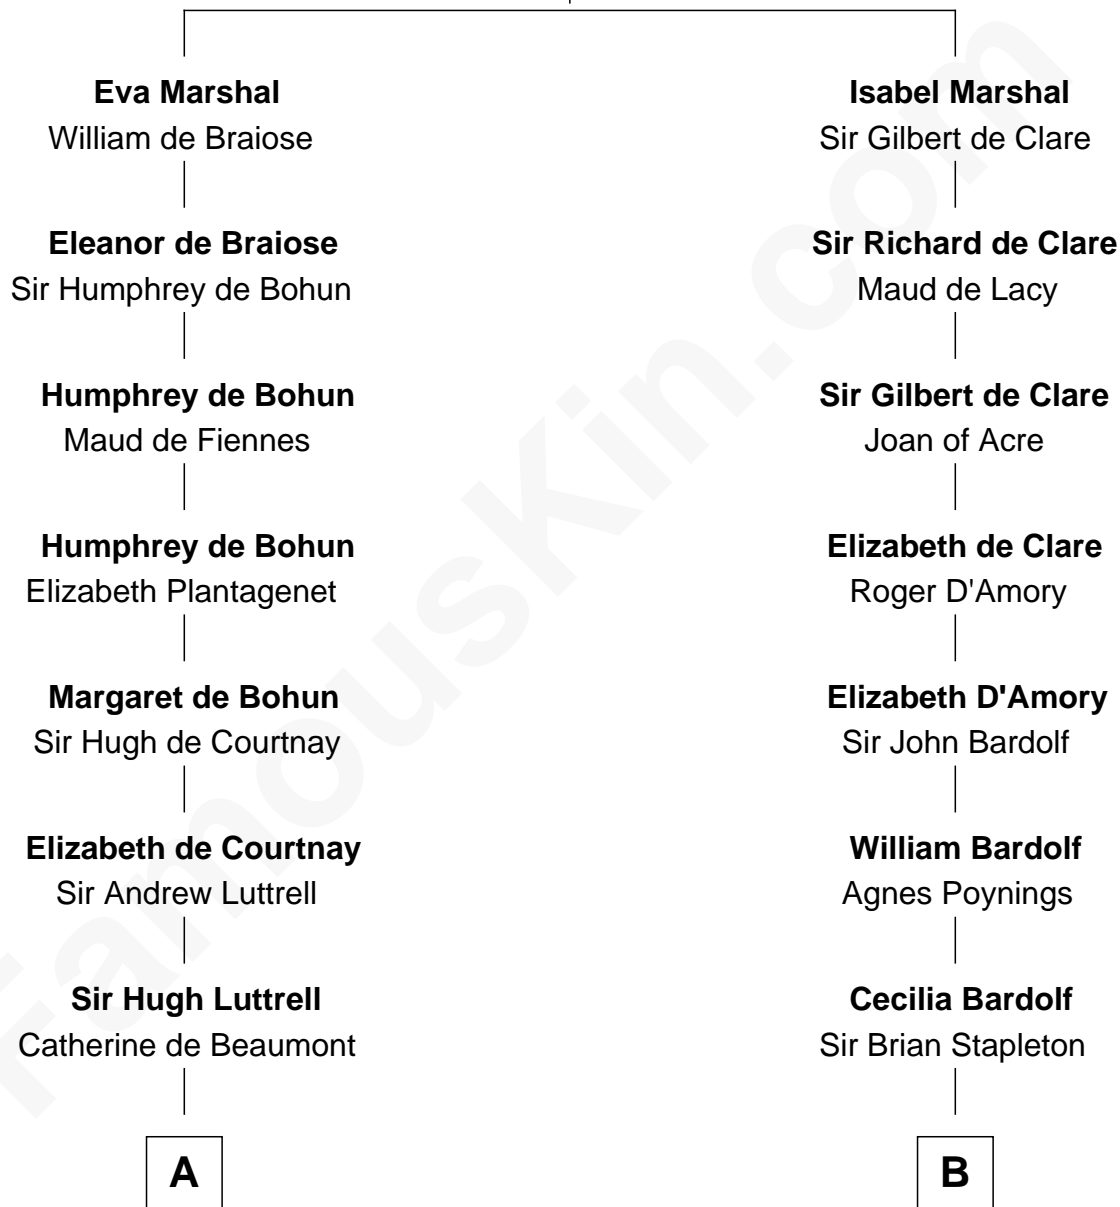 Eva Marshal
William de Braiose
Eleanor de Braiose
Sir Humphrey de Bohun
Humphrey de Bohun
Maud de Fiennes
Humphrey de Bohun
Elizabeth Plantagenet
Margaret de Bohun
Sir Hugh de Courtnay
Elizabeth de Courtnay
Sir Andrew Luttrell
Sir Hugh Luttrell
Catherine de Beaumont
A
Isabel Marshal
Sir Gilbert de Clare
Sir Richard de Clare
Maud de Lacy
Sir Gilbert de Clare
Joan of Acre
Elizabeth de Clare
Roger D'Amory
Elizabeth D'Amory
Sir John Bardolf
William Bardolf
Agnes Poynings
Cecilia Bardolf
Sir Brian Stapleton
B
FamousKin.com